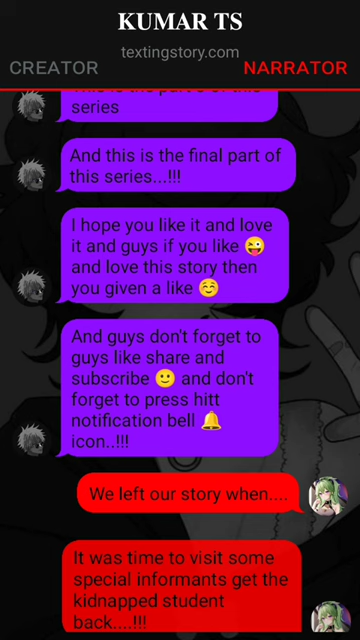 KUMAR TS
textingstory.com
CREATOR
NARRATOR
series
And this is the final part of
this series...!!!
I hope you like it and love
it and guys if you like 😜
and love this story then
you given a like ☺️
And guys don't forget to
guys like share and
subscribe 🙂 and don't
forget to press hitt
notification bell 🔔
icon..!!!
We left our story when....
It was time to visit some
special informants get the
kidnapped student
back....!!!